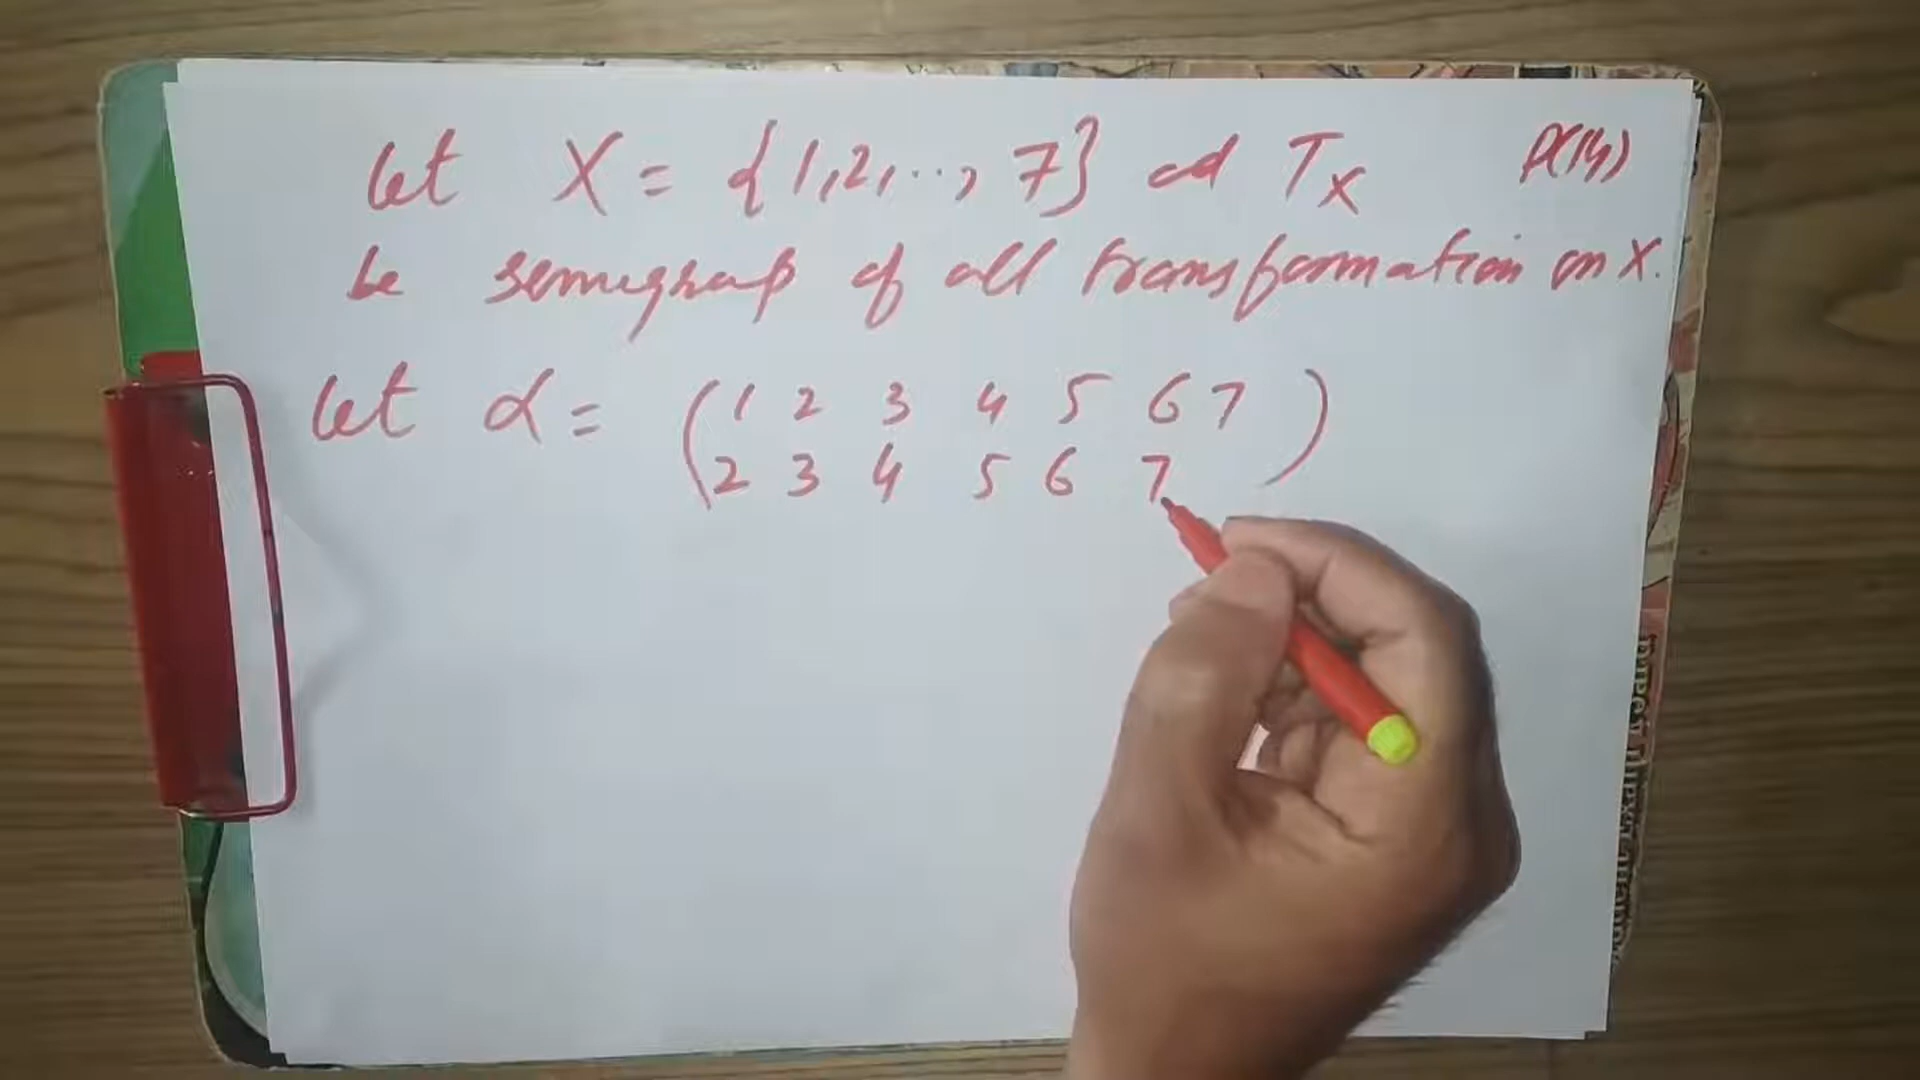 Let X = {1,2,..,7} ad Tx P(14)
be semigroup of all transformation on X.
Let α = (1 2 3 4 5 6 7)
2 3 4 5 6 7